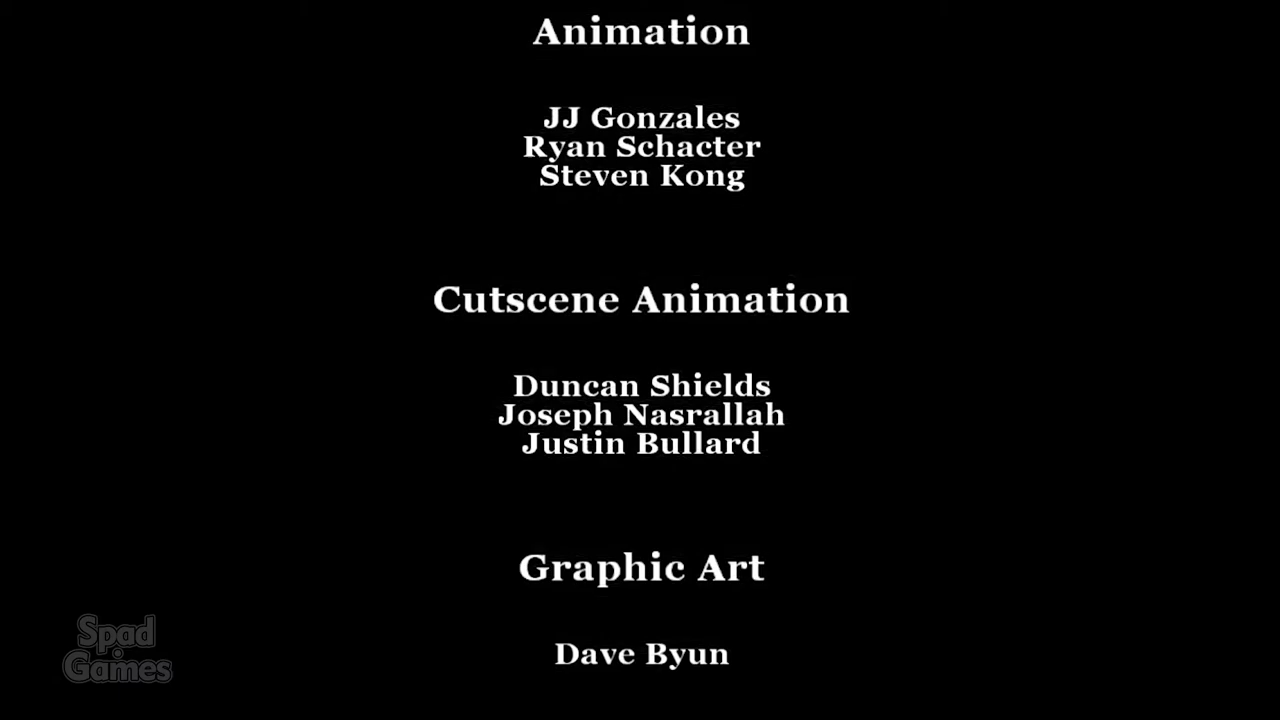 Animation
JJ Gonzales
Ryan Schacter
Steven Kong
Cutscene Animation
Duncan Shields
Joseph Nasrallah
Justin Bullard
Graphic Art
Dave Byun
Spad
Games